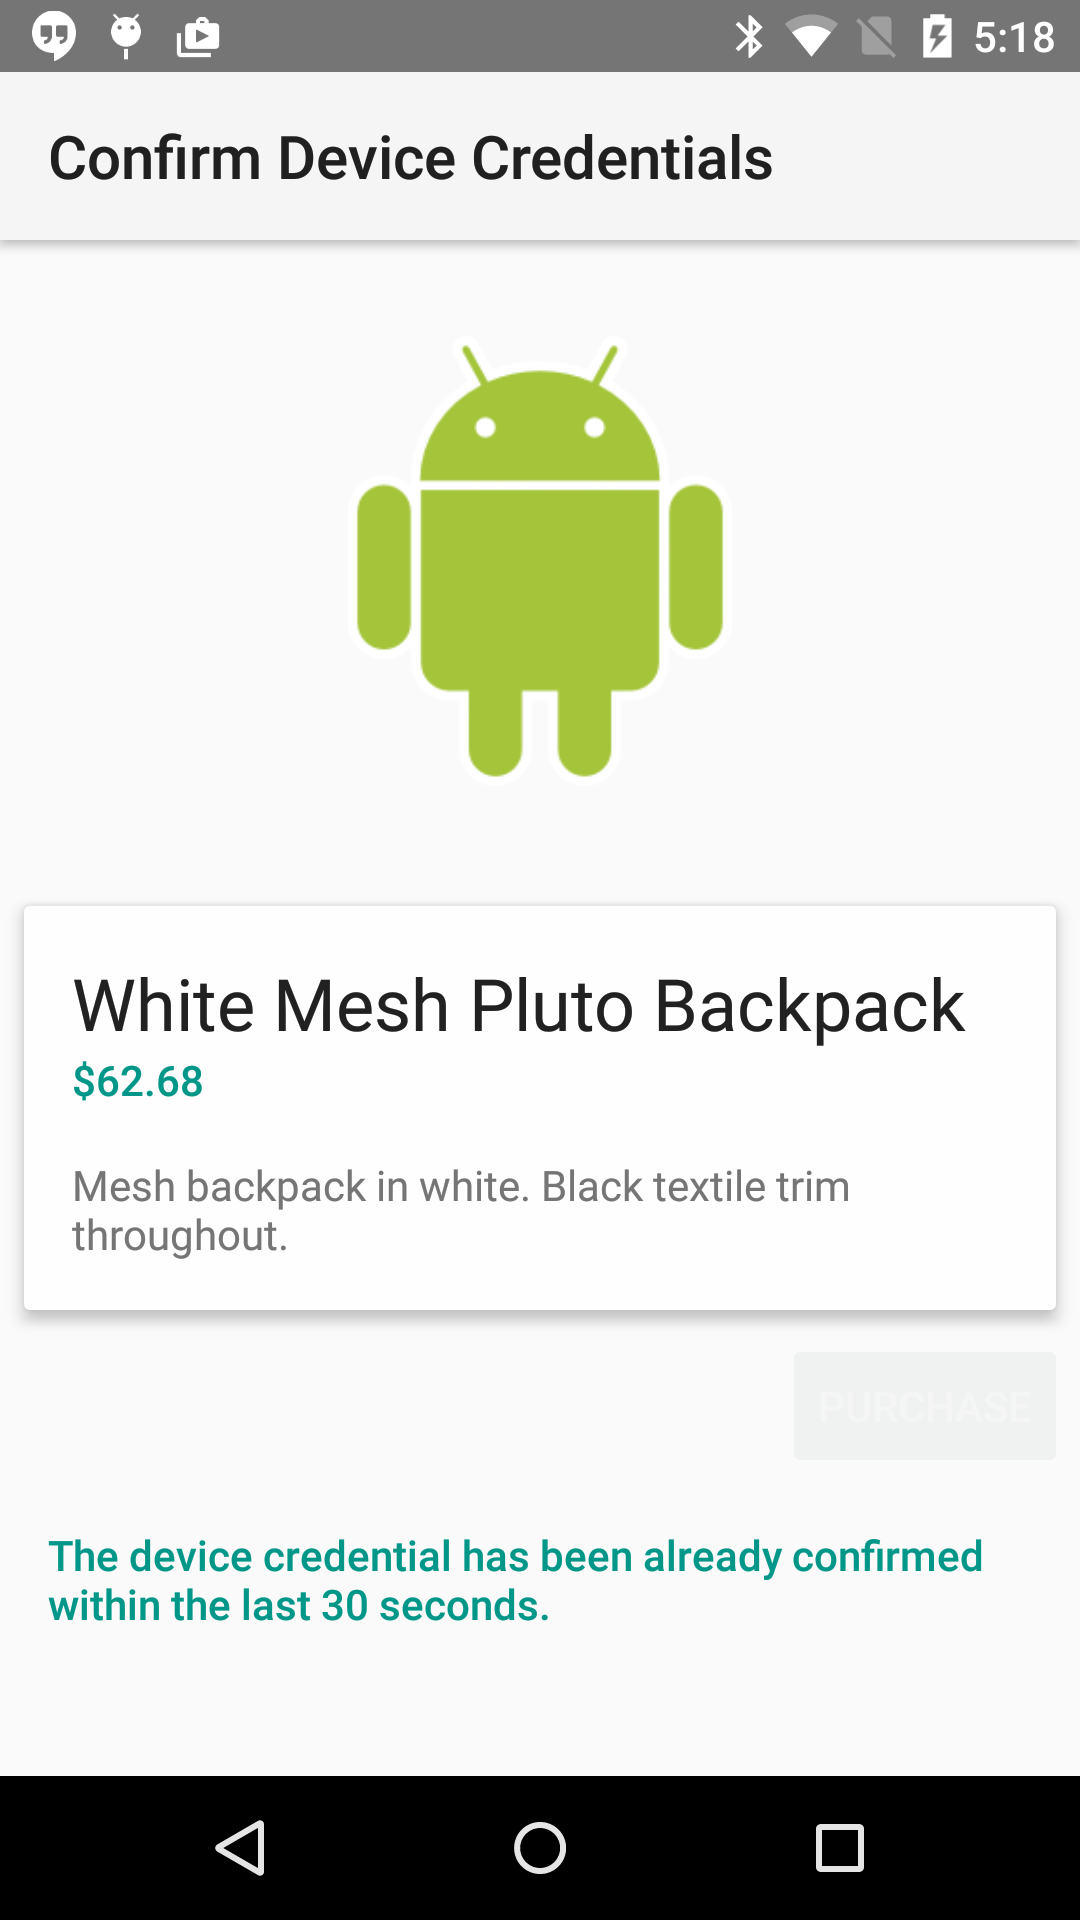 5:18
Confirm Device Credentials
White Mesh Pluto Backpack
$62.68
Mesh backpack in white. Black textile trim
throughout.
PURCHASE
The device credential has been already confirmed
within the last 30 seconds.